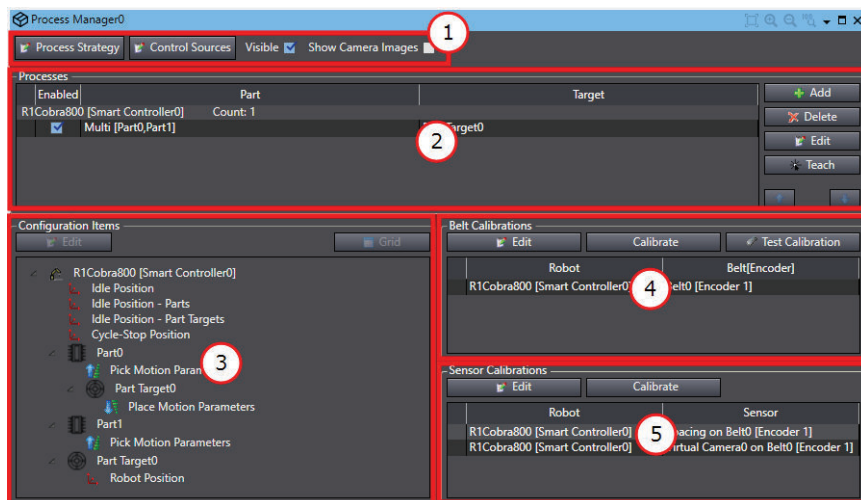 Process Manager0
Process Strategy Control Sources Visible Show Camera Images 1
Processes
Enabled Part Target
R1Cobra800 [Smart Controller0] Count: 1
Multi [Part0,Part1] Target0
2
Add
Delete
Edit
Teach
Configuration Items
Edit Grid
R1Cobra800 [Smart Controller0]
Idle Position
Idle Position - Parts
Idle Position - Part Targets
Cycle-Stop Position
Part0
Pick Motion Param
3
Part Target0
Place Motion Parameters
Part1
Pick Motion Parameters
Part Target0
Robot Position
Belt Calibrations
Edit Calibrate Test Calibration
Robot Belt[Encoder]
R1Cobra800 [Smart Controller0] Belt0 [Encoder 1]
4
Sensor Calibrations
Edit Calibrate
Robot Sensor
R1Cobra800 [Smart Controller0] pacing on Belt0 [Encoder 1]
R1Cobra800 [Smart Controller0] Virtual Camera0 on Belt0 [Encoder 1]
5